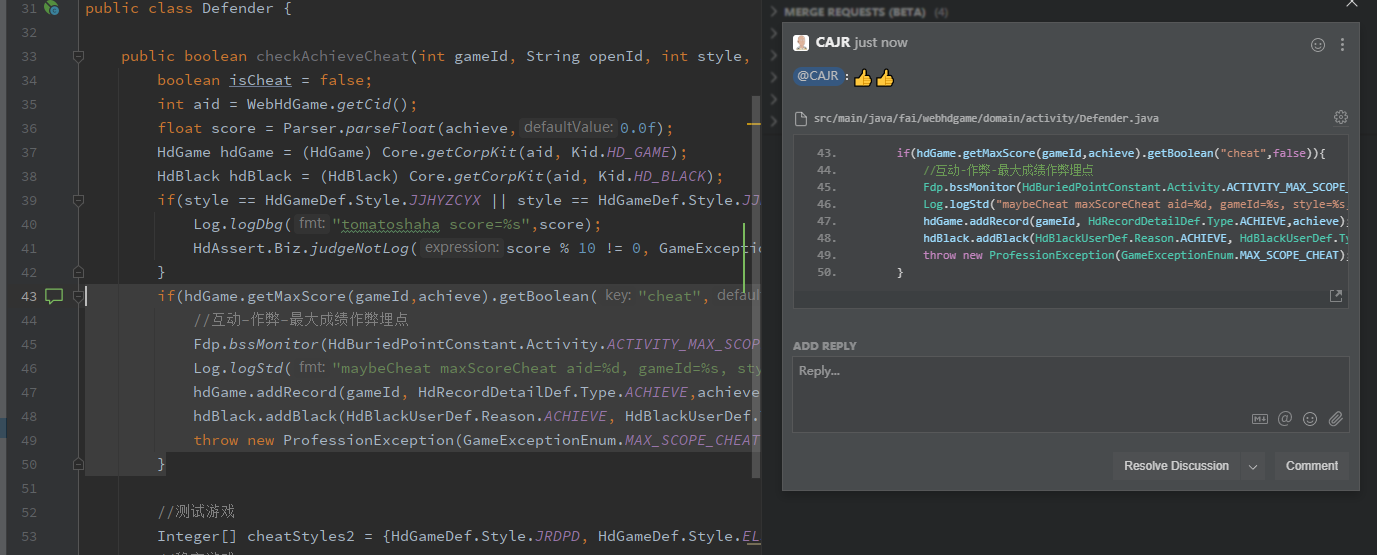 31 public class Defender {
32
33 public boolean checkAchieveCheat(int gameId, String openId, int style,
34 boolean isCheat = false;
35 int aid = WebHdGame.getCid();
36 float score = Parser.parseFloat(achieve, defaultValue: 0.0f);
37 HdGame hdGame = (HdGame) Core.getCorpKit(aid, Kid.HD_GAME);
38 HdBlack hdBlack = (HdBlack) Core.getCorpKit(aid, Kid.HD_BLACK);
39 if(style == HdGameDef.Style.JJHYZCYX || style == HdGameDef.Style.JJ
40 Log.logDbg( fmt: "tomatoshaha score=%s",score);
41 HdAssert.Biz.judgeNotLog( expression: score % 10 != 0, GameExceptio
42 }
43 if(hdGame.getMaxScore(gameId,achieve).getBoolean( key: "cheat", defaul
44 //互动-作弊-最大成绩作弊埋点
45 Fdp.bssMonitor(HdBuriedPointConstant.Activity.ACTIVITY_MAX_SCOP
46 Log.logStd( fmt: "maybeCheat maxScoreCheat aid=%d, gameId=%s, sty
47 hdGame.addRecord(gameId, HdRecordDetailDef.Type.ACHIEVE,achieve
48 hdBlack.addBlack(HdBlackUserDef.Reason.ACHIEVE, HdBlackUserDef.
49 throw new ProfessionException(GameExceptionEnum.MAX_SCOPE_CHEAT
50 }
51
52 //测试游戏
53 Integer[] cheatStyles2 = {HdGameDef.Style.JRDPD, HdGameDef.Style.EL
MERGE REQUESTS (BETA) (4)
CAJR just now
@CAJR : 👍👍
src/main/java/fai/webhdgame/domain/activity/Defender.java
43. if(hdGame.getMaxScore(gameId,achieve).getBoolean("cheat",false)){
44. //互动-作弊-最大成绩作弊埋点
45. Fdp.bssMonitor(HdBuriedPointConstant.Activity.ACTIVITY_MAX_SCOPE_
46. Log.logStd("maybeCheat maxScoreCheat aid=%d, gameId=%s, style=%s,
47. hdGame.addRecord(gameId, HdRecordDetailDef.Type.ACHIEVE,achieve);
48. hdBlack.addBlack(HdBlackUserDef.Reason.ACHIEVE, HdBlackUserDef.Ty
49. throw new ProfessionException(GameExceptionEnum.MAX_SCOPE_CHEAT);
50. }
ADD REPLY
Reply...
Resolve Discussion
Comment